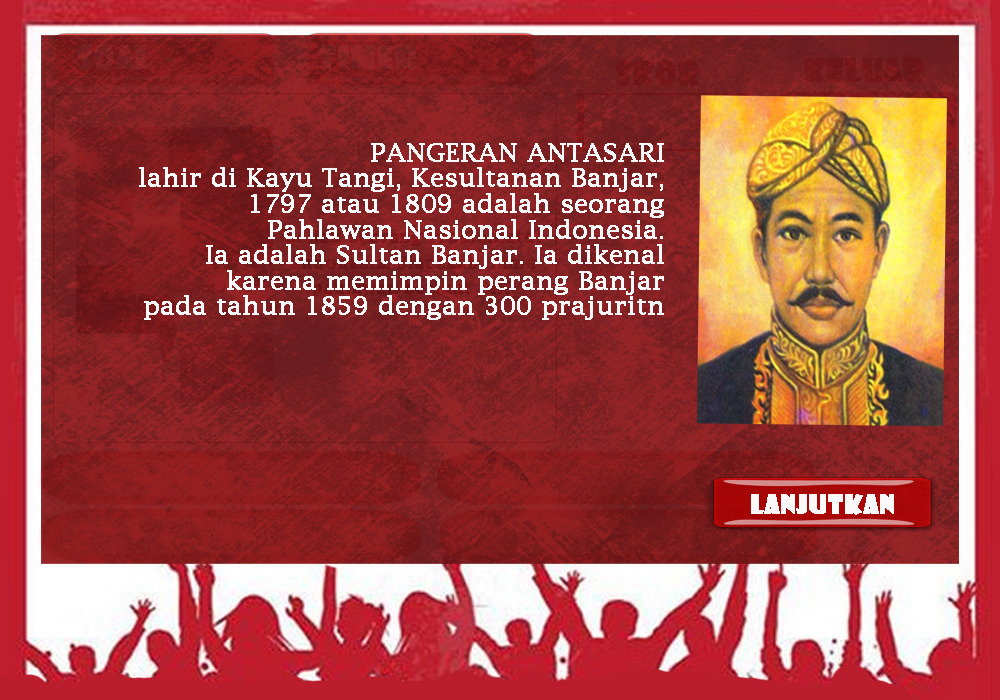 PANGERAN ANTASARI
lahir di Kayu Tangi, Kesultanan Banjar,
1797 atau 1809 adalah seorang
Pahlawan Nasional Indonesia.
Ia adalah Sultan Banjar. Ia dikenal
karena memimpin perang Banjar
pada tahun 1859 dengan 300 prajuritn
LANJUTKAN